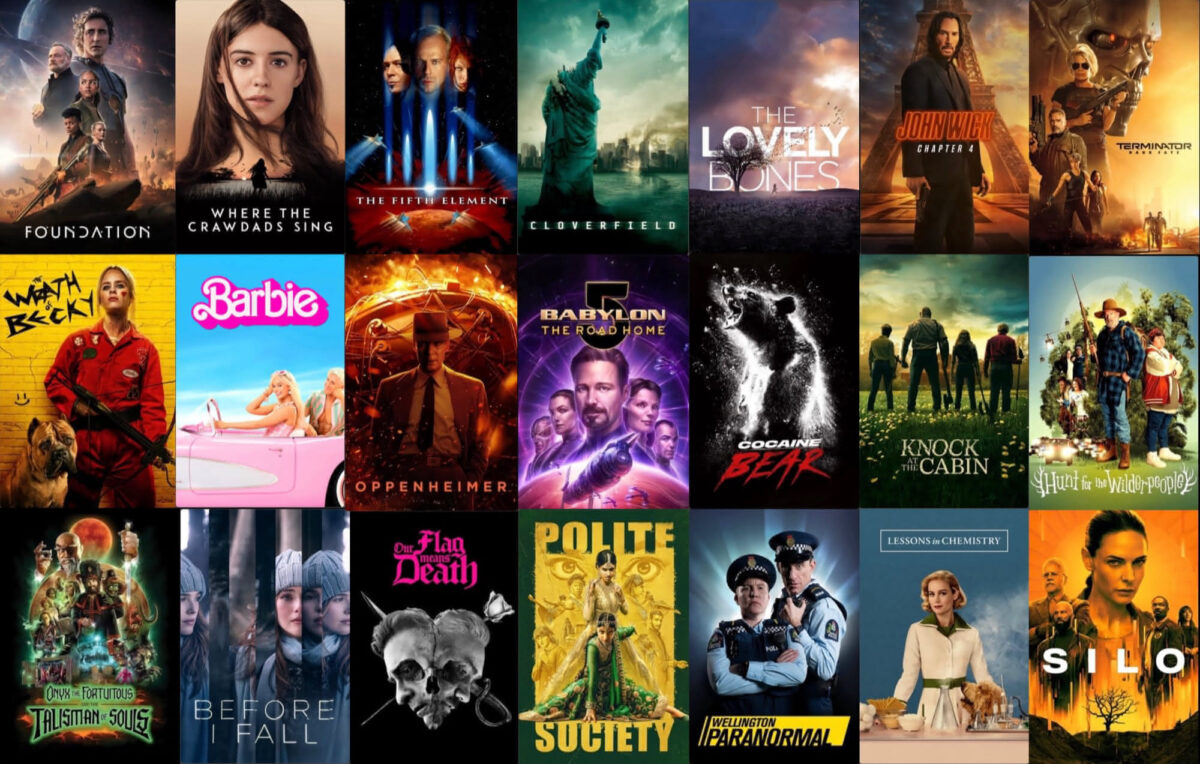 FOUNDATION
WHERE THE
CRAWDADS SING
THE FIFTH ELEMENT
CLOVERFIELD
THE
LOVELY
BONES
JOHN WICK
CHAPTER 4
TERMINATOR
DARK FATE
WRATH
OF
BECKY
Barbie
OPPENHEIMER
5
BABYLON
THE ROAD HOME
COCAINE
BEAR
KNOCK
AT THE CABIN
Hunt for the Wilderpeople
ONYX THE FORTUITOUS
AND THE
TALISMAN OF SOULS
BEFORE
I FALL
Our Flag
means
Death
POLITE
SOCIETY
WELLINGTON
PARANORMAL
LESSONS in CHEMISTRY
SILO